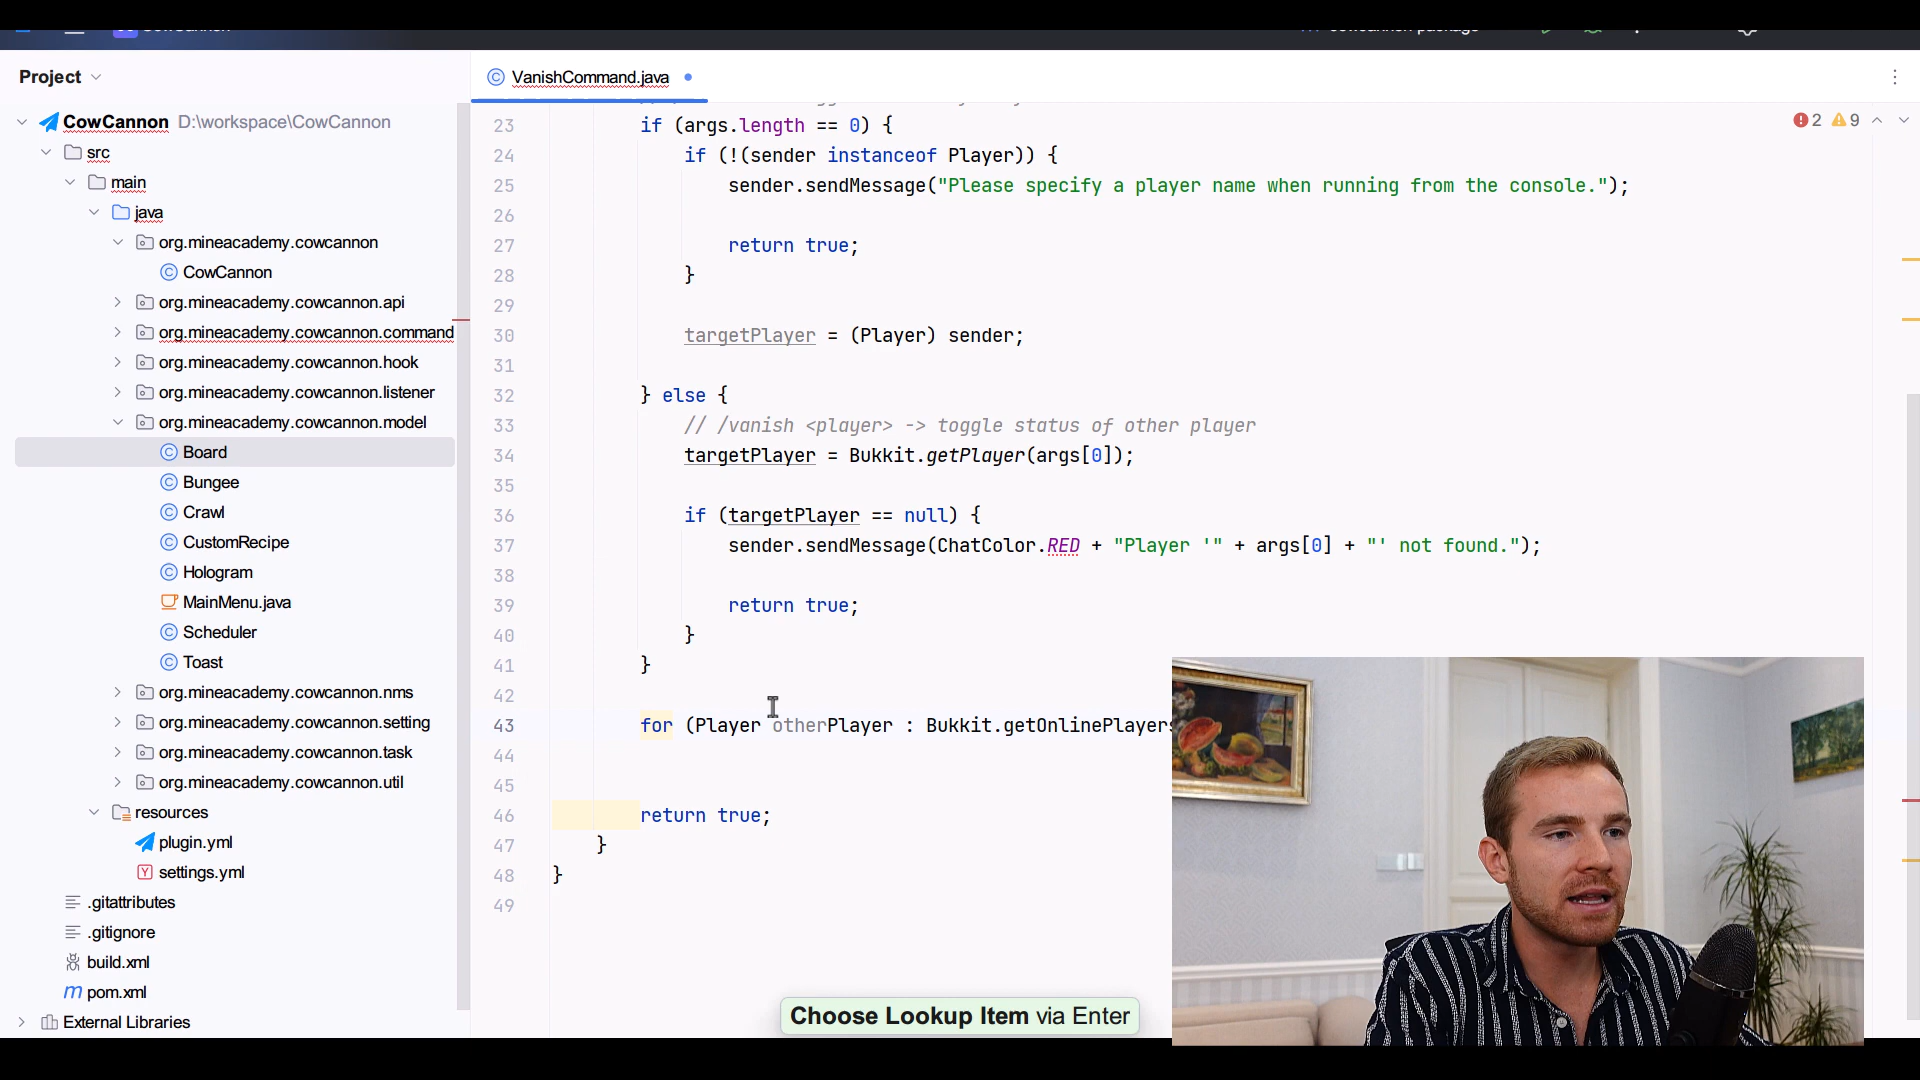 Project
VanishCommand.java
CowCannon D:\workspace\CowCannon
src
main
java
org.mineacademy.cowcannon
CowCannon
org.mineacademy.cowcannon.api
org.mineacademy.cowcannon.command
org.mineacademy.cowcannon.hook
org.mineacademy.cowcannon.listener
org.mineacademy.cowcannon.model
Board
Bungee
Crawl
CustomRecipe
Hologram
MainMenu.java
Scheduler
Toast
org.mineacademy.cowcannon.nms
org.mineacademy.cowcannon.setting
org.mineacademy.cowcannon.task
org.mineacademy.cowcannon.util
resources
plugin.yml
settings.yml
.gitattributes
.gitignore
build.xml
pom.xml
External Libraries
2 9
23 if (args.length == 0) {
24 if (!(sender instanceof Player)) {
25 sender.sendMessage("Please specify a player name when running from the console.");
26
27 return true;
28 }
29
30 targetPlayer = (Player) sender;
31
32 } else {
33 // /vanish <player> -> toggle status of other player
34 targetPlayer = Bukkit.getPlayer(args[0]);
35
36 if (targetPlayer == null) {
37 sender.sendMessage(ChatColor.RED + "Player '" + args[0] + "' not found.");
38
39 return true;
40 }
41 }
42
43 for (Player otherPlayer : Bukkit.getOnlinePlayers
44
45
46 return true;
47 }
48 }
49
Choose Lookup Item via Enter